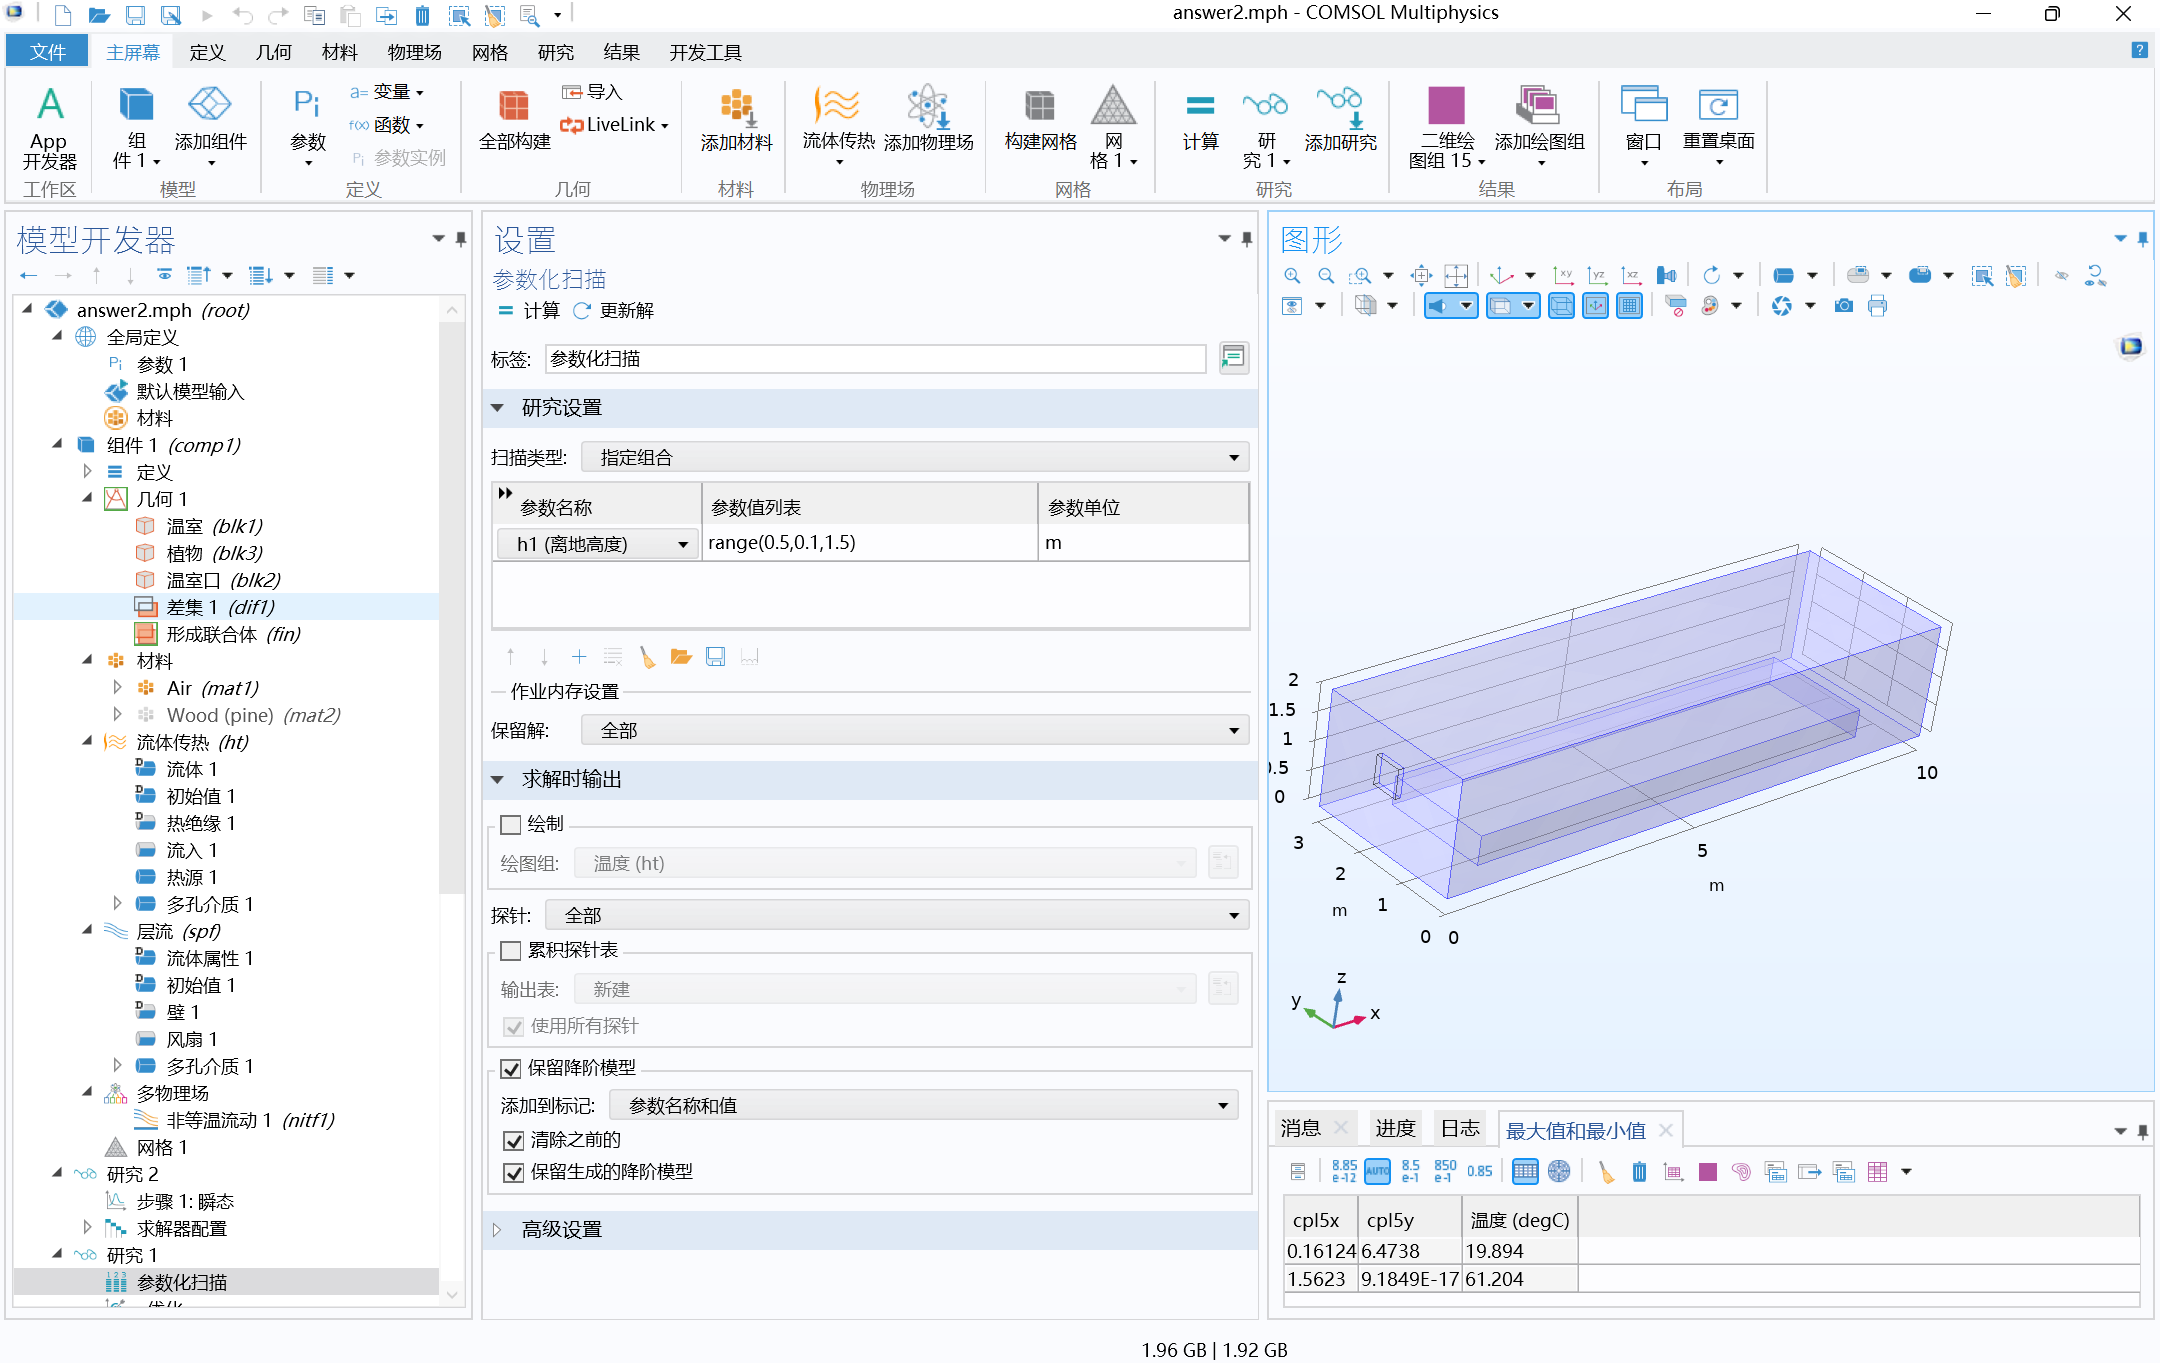 answer2.mph - COMSOL Multiphysics
文件 主屏幕 定义 几何 材料 物理场 网格 研究 结果 开发工具
App
开发器
工作区
组
件 1
添加组件
模型
Pi
参数
a= 变量
f(x) 函数
Pi 参数实例
定义
全部构建
导入
LiveLink
几何
添加材料
材料
流体传热
添加物理场
物理场
构建网格
网
格 1
网格
计算
研
究 1
添加研究
研究
二维绘
图组 15
添加绘图组
结果
窗口
重置桌面
布局
模型开发器
answer2.mph (root)
全局定义
Pi 参数 1
默认模型输入
材料
组件 1 (comp1)
定义
几何 1
温室 (blk1)
植物 (blk3)
温室口 (blk2)
差集 1 (dif1)
形成联合体 (fin)
材料
Air (mat1)
Wood (pine) (mat2)
流体传热 (ht)
流体 1
初始值 1
热绝缘 1
流入 1
热源 1
多孔介质 1
层流 (spf)
流体属性 1
初始值 1
壁 1
风扇 1
多孔介质 1
多物理场
非等温流动 1 (nitf1)
网格 1
研究 2
步骤 1: 瞬态
求解器配置
研究 1
参数化扫描
优化
设置
参数化扫描
= 计算 更新解
标签: 参数化扫描
研究设置
扫描类型: 指定组合
参数名称 参数值列表 参数单位
h1 (离地高度) range(0.5,0.1,1.5) m
作业内存设置
保留解: 全部
求解时输出
绘制
绘图组: 温度 (ht)
探针: 全部
累积探针表
输出表: 新建
使用所有探针
保留降阶模型
添加到标记: 参数名称和值
清除之前的
保留生成的降阶模型
高级设置
图形
xy yz xz
2
1.5
1
0.5
0
3
2
1
0
m
0
5
10
m
z
y
x
消息 进度 日志 最大值和最小值
8.85
e-12
AUTO
8.5
e-1
850
e-1
0.85
cpl5x cpl5y 温度 (degC)
0.16124 6.4738 19.894
1.5623 9.1849E-17 61.204
1.96 GB | 1.92 GB